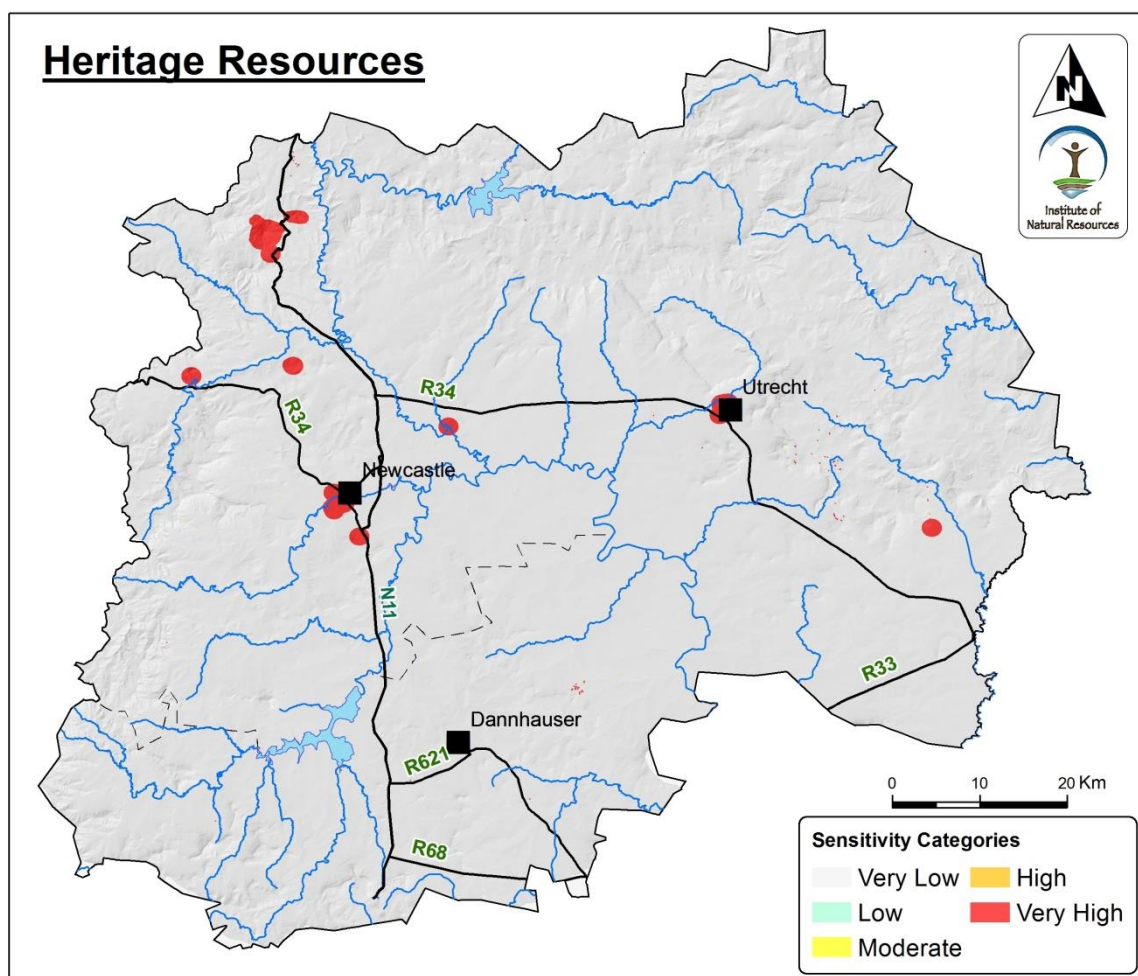 Heritage Resources
N
Institute of
Natural Resources
R34
Utrecht
R34
Newcastle
N11
R33
Dannhauser
R621
R68
0 10 20 Km
Sensitivity Categories
Very Low
High
Low
Very High
Moderate